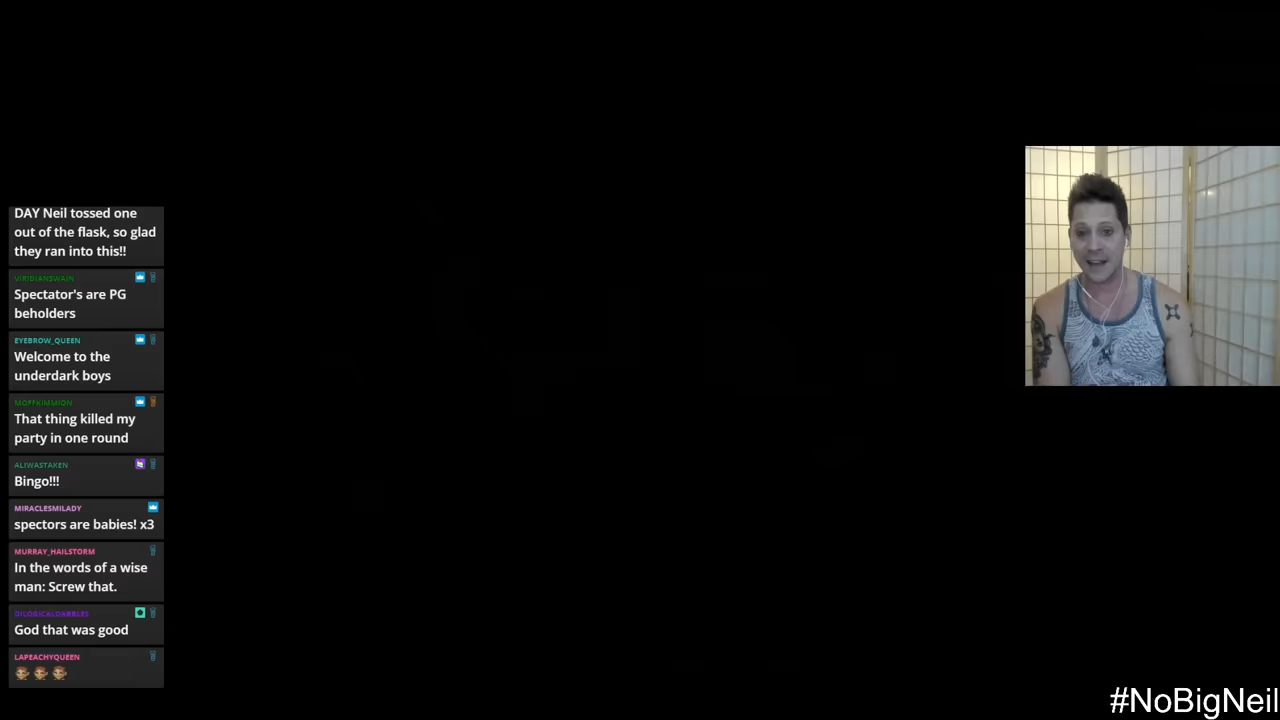 DAY Neil tossed one
out of the flask, so glad
they ran into this!!
VIRIDIANSWAIN
Spectator's are PG
beholders
EYEBROW_QUEEN
Welcome to the
underdark boys
MOFFKIMMION
That thing killed my
party in one round
ALIWASTAKEN
Bingo!!!
MIRACLESMILADY
spectors are babies! x3
MURRAY_HAILSTORM
In the words of a wise
man: Screw that.
God that was good
LAPEACHYQUEEN
#NoBigNeil